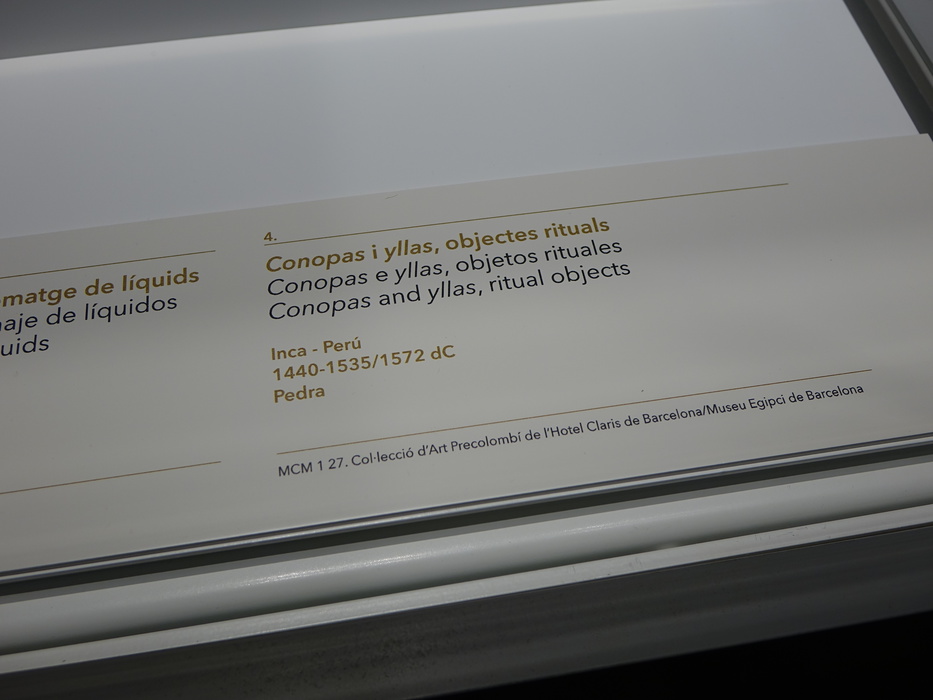 matge de líquids
aje de líquidos
uids
4.
Conopas i yllas, objectes rituals
Conopas e yllas, objetos rituales
Conopas and yllas, ritual objects
Inca - Perú
1440-1535/1572 dC
Pedra
MCM 1 27. Col·lecció d'Art Precolombí de l'Hotel Claris de Barcelona/Museu Egipci de Barcelona